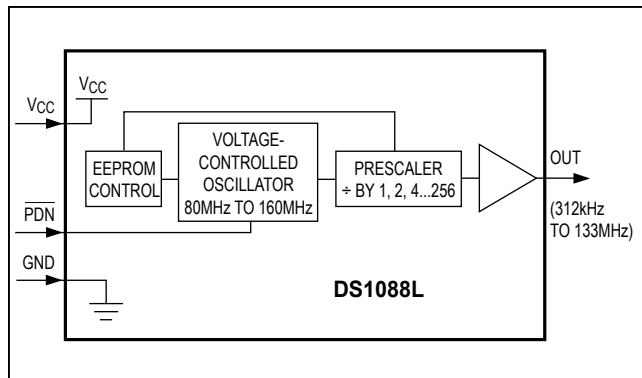 VCC
VCC
EEPROM
CONTROL
VOLTAGE-
CONTROLLED
OSCILLATOR
80MHz TO 160MHz
PRESCALER
÷ BY 1, 2, 4...256
OUT
(312kHz
TO 133MHz)
PDN
GND
DS1088L